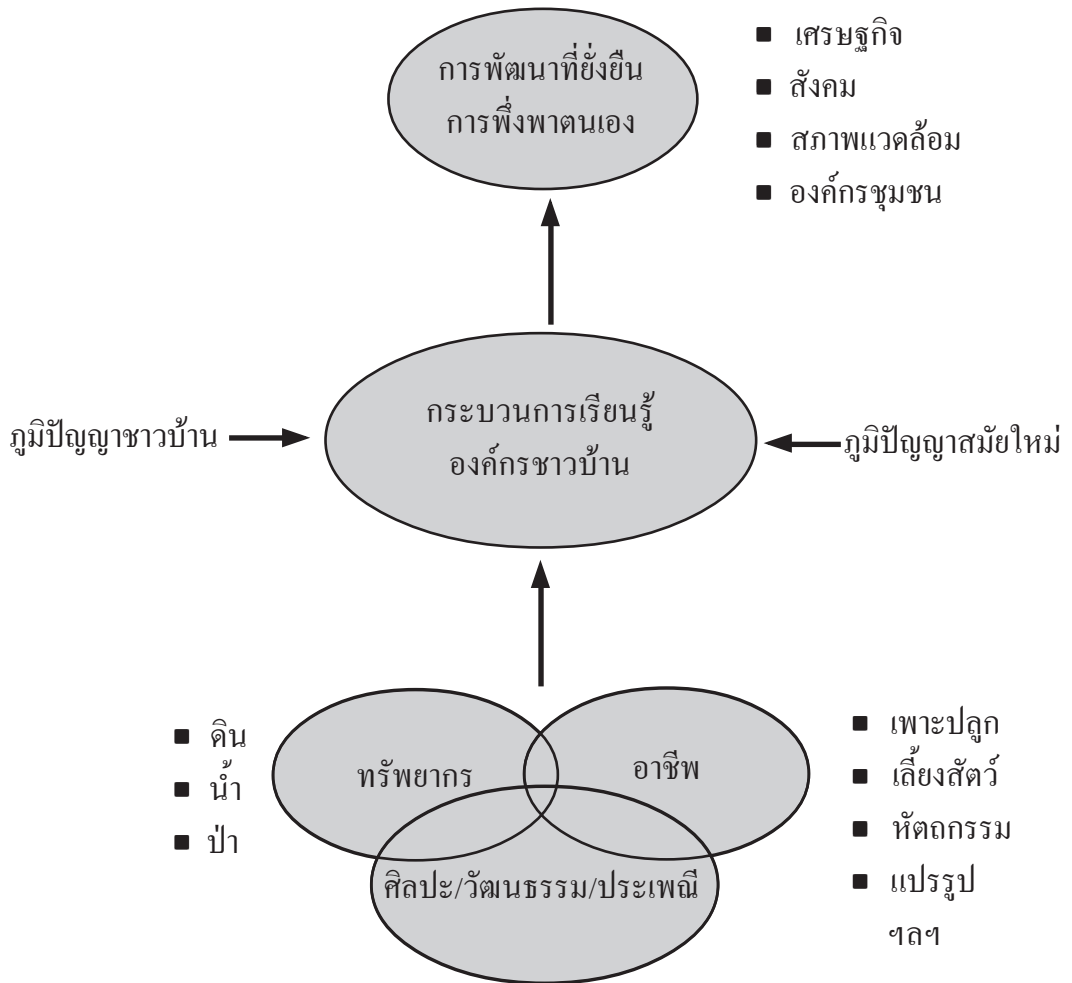 การพัฒนาที่ยั่งยืน
การพึ่งพาตนเอง
■ เศรษฐกิจ
■ สังคม
■ สภาพแวดล้อม
■ องค์กรชุมชน
ภูมิปัญญาชาวบ้าน
กระบวนการเรียนรู้
องค์กรชาวบ้าน
ภูมิปัญญาสมัยใหม่
■ ดิน
■ น้ำ
■ ป่า
ทรัพยากร
อาชีพ
ศิลปะ/วัฒนธรรม/ประเพณี
■ เพาะปลูก
■ เลี้ยงสัตว์
■ หัตถกรรม
■ แปรรูป
ฯลฯ